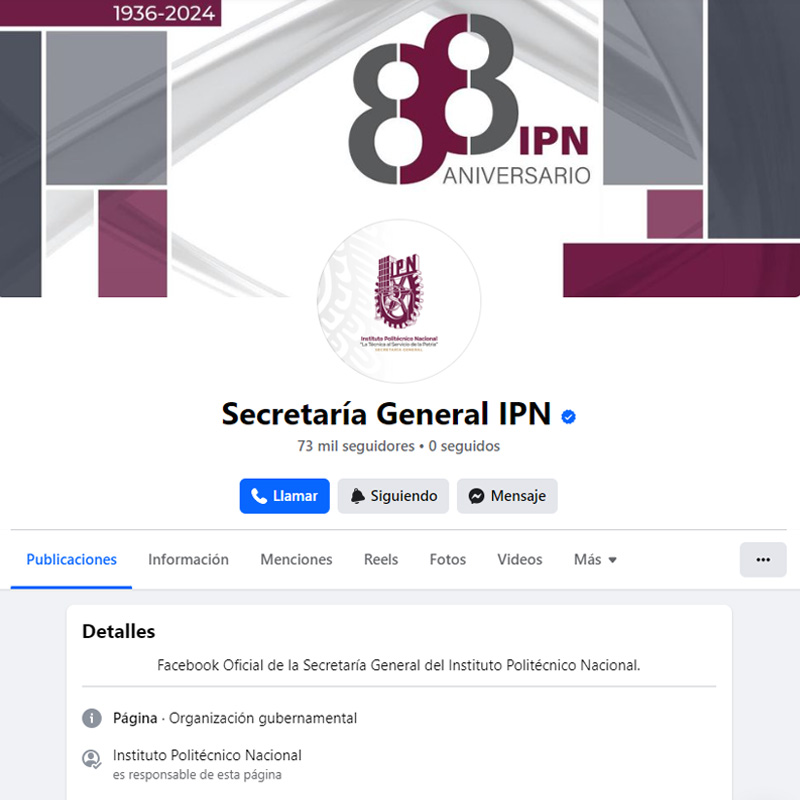 1936-2024
88 IPN
ANIVERSARIO
IPN
Instituto Politécnico Nacional
"La Técnica al Servicio de la Patria"
SECRETARÍA GENERAL
Secretaría General IPN
73 mil seguidores • 0 seguidos
Llamar Siguiendo Mensaje
Publicaciones Información Menciones Reels Fotos Videos Más
Detalles
Facebook Oficial de la Secretaría General del Instituto Politécnico Nacional.
Página · Organización gubernamental
Instituto Politécnico Nacional
es responsable de esta página